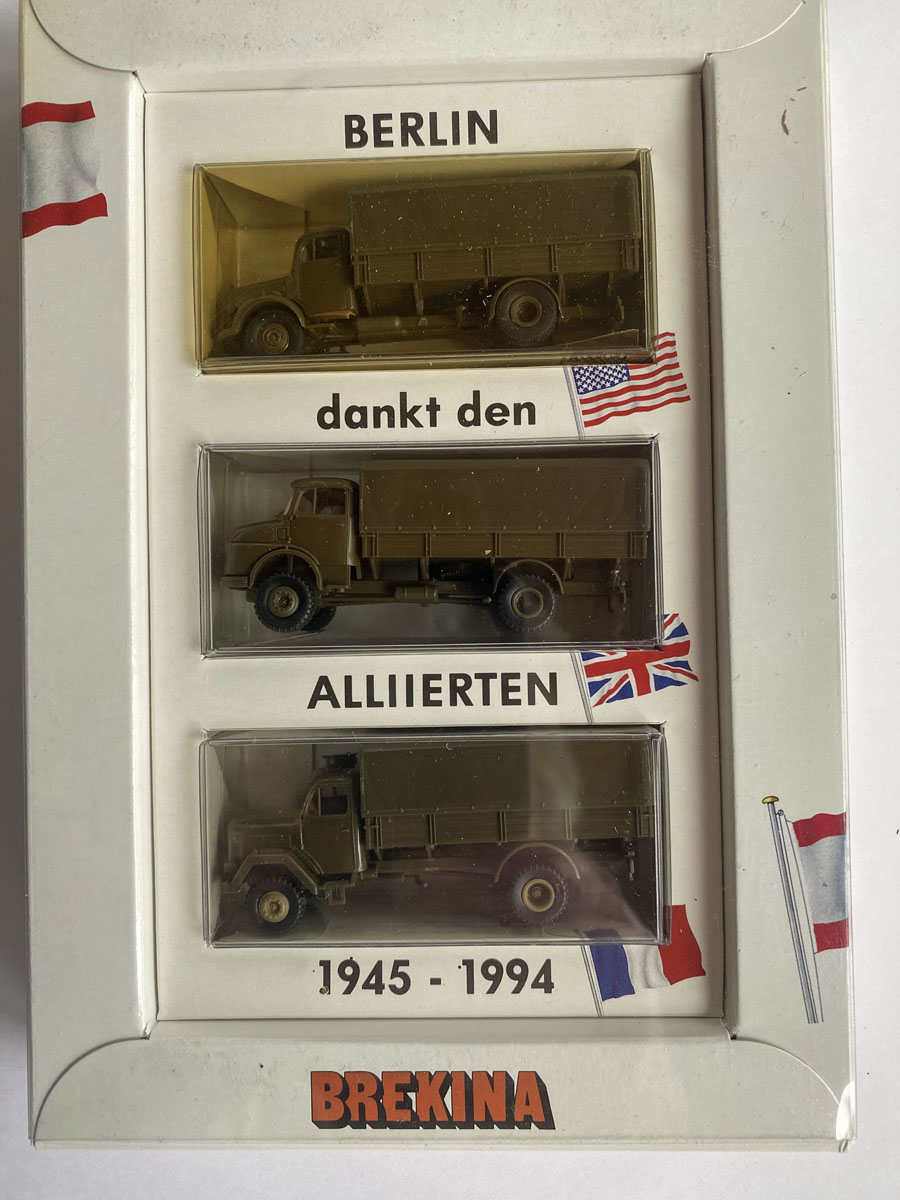 BERLIN
dankt den
ALLIIERTEN
1945 - 1994
BREKINA